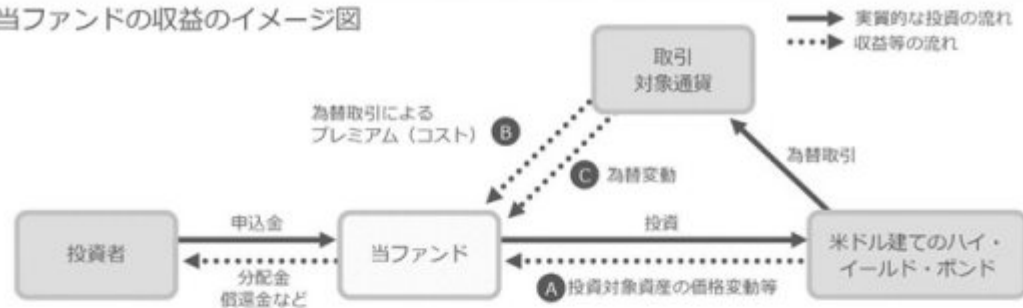 当ファンドの収益のイメージ図
実質的な投資の流れ
収益等の流れ
取引
対象通貨
為替取引による
プレミアム（コスト）
B
C
為替変動
為替取引
投資者
申込金
分配金
償還金など
当ファンド
投資
A
投資対象資産の価格変動等
米ドル建てのハイ・
イールド・ボンド